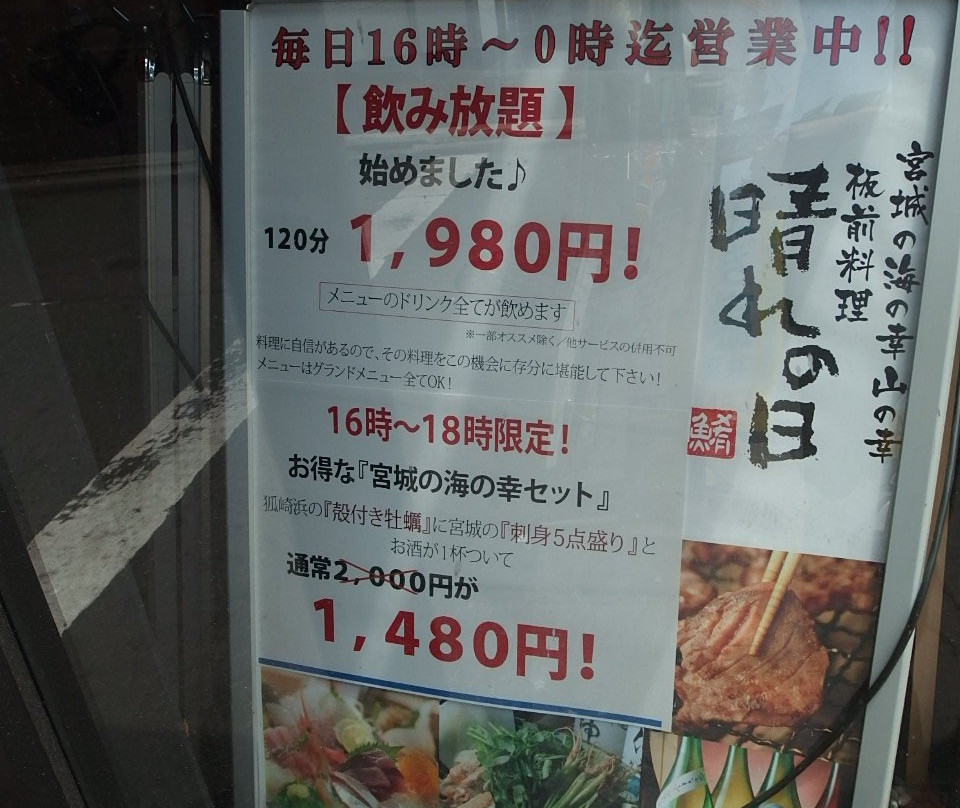 毎日16時～0時迄営業中!!
【飲み放題】
始めました♪
120分 1,980円!
メニューのドリンク全てが飲めます
※一部オススメ除く／他サービスの併用不可
料理に自信があるので、その料理をこの機会に存分に堪能して下さい！
メニューはグランドメニュー全てOK！
16時～18時限定！
お得な『宮城の海の幸セット』
狐崎浜の『殻付き牡蠣』に宮城の『刺身5点盛り』と
お酒が1杯ついて
通常2,000円が
1,480円!
宮城の海の幸山の幸
板前料理
晴れの日